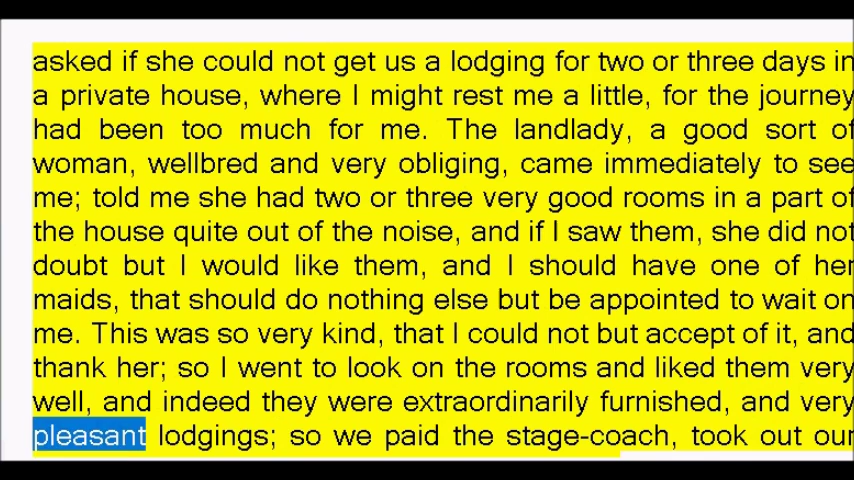 asked if she could not get us a lodging for two or three days in
a private house, where I might rest me a little, for the journey
had been too much for me. The landlady, a good sort of
woman, wellbred and very obliging, came immediately to see
me; told me she had two or three very good rooms in a part of
the house quite out of the noise, and if I saw them, she did not
doubt but I would like them, and I should have one of her
maids, that should do nothing else but be appointed to wait on
me. This was so very kind, that I could not but accept of it, and
thank her; so I went to look on the rooms and liked them very
well, and indeed they were extraordinarily furnished, and very
pleasant lodgings; so we paid the stage-coach, took out our